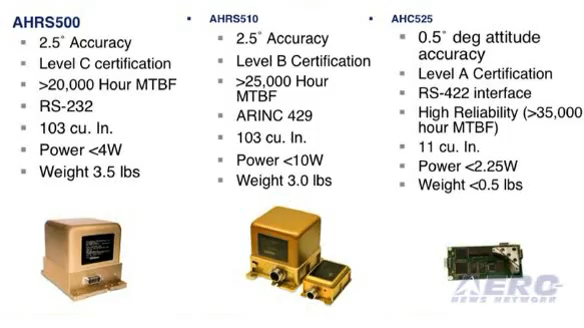 AHRS500
2.5° Accuracy
Level C certification
>20,000 Hour MTBF
RS-232
103 cu. In.
Power <4W
Weight 3.5 lbs
AHRS510
2.5° Accuracy
Level B Certification
>25,000 Hour
MTBF
ARINC 429
103 cu. In.
Power <10W
Weight 3.0 lbs
AHC525
0.5° deg attitude
accuracy
Level A Certification
RS-422 interface
High Reliability (>35,000
hour MTBF)
11 cu. In.
Power <2.25W
Weight <0.5 lbs
AERO
NEWS NETWORK